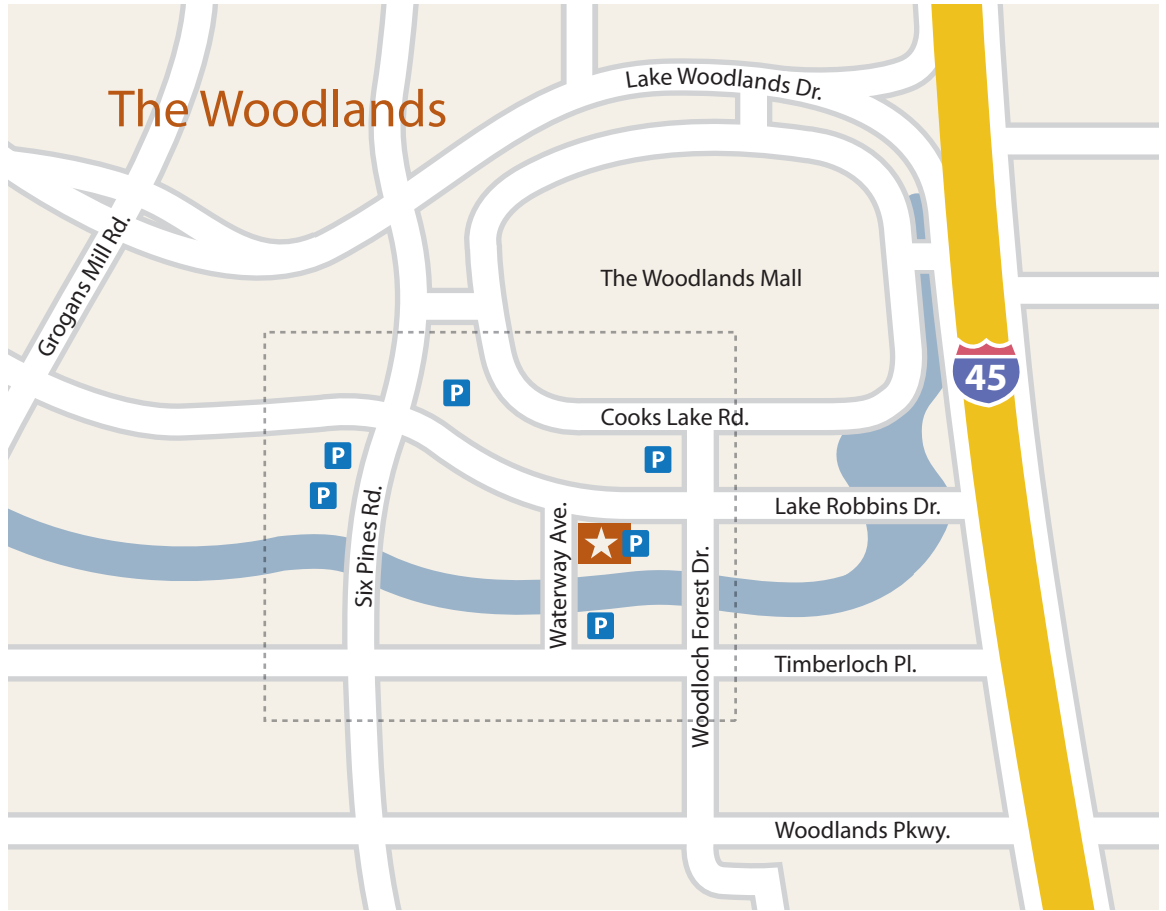 Lake Woodlands Dr.
The Woodlands
Grogans Mill Rd.
The Woodlands Mall
45
P
Cooks Lake Rd.
P
P
P
Lake Robbins Dr.
Six Pines Rd.
Waterway Ave.
P
Woodloch Forest Dr.
P
Timberloch Pl.
Woodlands Pkwy.